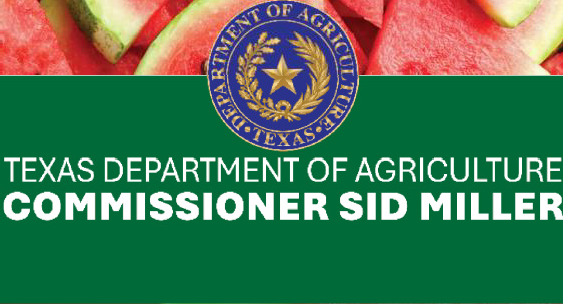 DEPARTMENT OF AGRICULTURE
•TEXAS•
TEXAS DEPARTMENT OF AGRICULTURE
COMMISSIONER SID MILLER